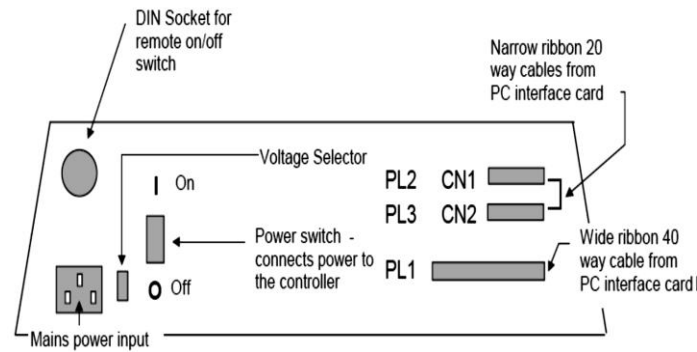 DIN Socket for
remote on/off
switch
Narrow ribbon 20
way cables from
PC interface card
Voltage Selector
On
PL2 CN1
PL3 CN2
Power switch -
connects power to
the controller
Wide ribbon 40
way cable from
PC interface card
PL1
Off
Mains power input